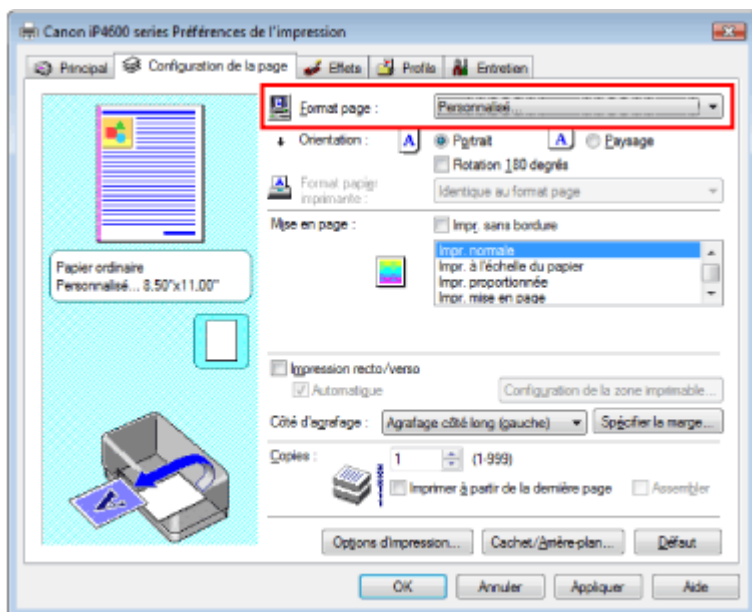 Canon iP4600 series Préférences de l'impression
Principal Configuration de la page Effets Profils Entretien
Format page : Personnalisé...
Orientation : A Portrait A Paysage
Rotation 180 degrés
Format papier imprimante : Identique au format page
Mise en page : Impr. sans bordure
Impr. normale
Impr. à l'échelle du papier
Impr. proportionnée
Impr. mise en page
Papier ordinaire
Personnalisé... 8.50"x11.00"
Impression recto/verso
Automatique Configuration de la zone imprimable...
Côté d'agrafage : Agrafage côté long (gauche) Spécifier la marge...
Copies : 1 (1-999)
Imprimer à partir de la dernière page Assembler
Options d'impression... Cachet/Arrière-plan... Défaut
OK Annuler Appliquer Aide